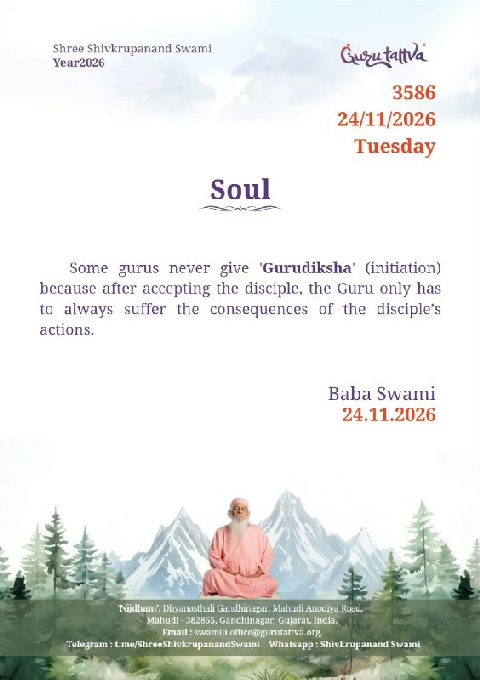 Shree Shivkrupanand Swami
Year2026
Gurutattva
3586
24/11/2026
Tuesday
Soul
Some gurus never give 'Gurudiksha' (initiation)
because after accepting the disciple, the Guru only has
to always suffer the consequences of the disciple's
actions.
Baba Swami
24.11.2026
'Nijdham', Dhyanasthali Gandhinagar, Mahudi Anodiya Road,
Mahudi - 382855, Gandhinagar, Gujarat, India.
Email : swamiji.office@gurutattva.org,
Telegram : t.me/ShreeShivkrupanandSwami Whatsapp : Shivkrupanand Swami